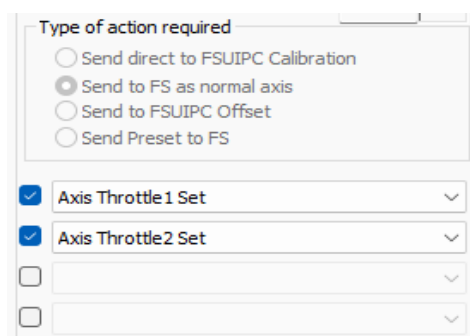 Type of action required
Send direct to FSUIPC Calibration
Send to FS as normal axis
Send to FSUIPC Offset
Send Preset to FS
Axis Throttle1 Set
Axis Throttle2 Set